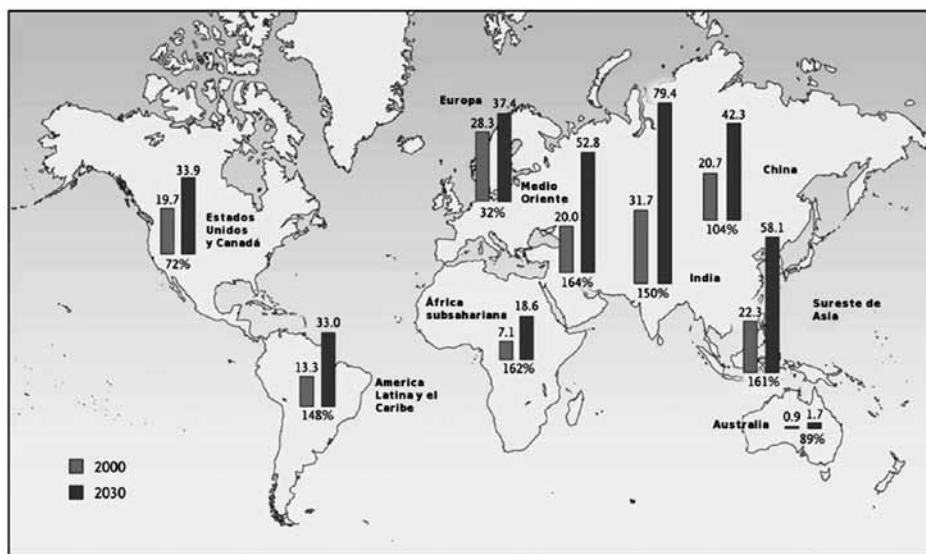 Europa
28.3
37.4
32%
Medio
Oriente
20.0
52.8
164%
31.7
79.4
150%
India
20.7
42.3
104%
China
19.7
33.9
72%
Estados
Unidos
y Canadá
22.3
58.1
161%
Sureste de
Asia
África
subsahariana
7.1
18.6
162%
13.3
33.0
148%
America
Latina y el
Caribe
Australia
0.9
1.7
89%
2000
2030